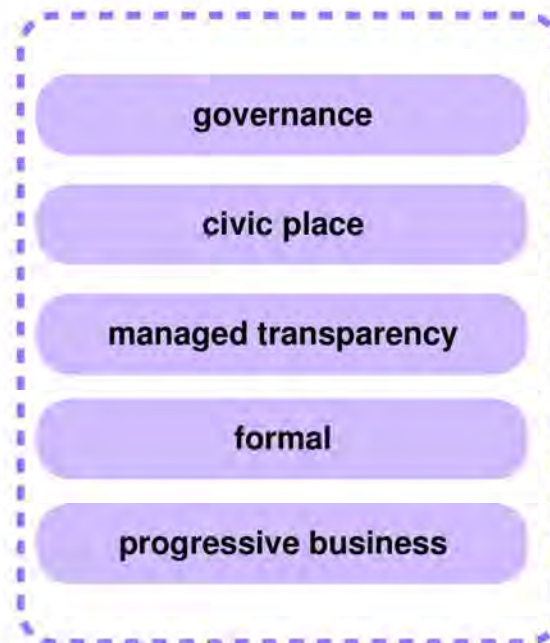 governance
civic place
managed transparency
formal
progressive business